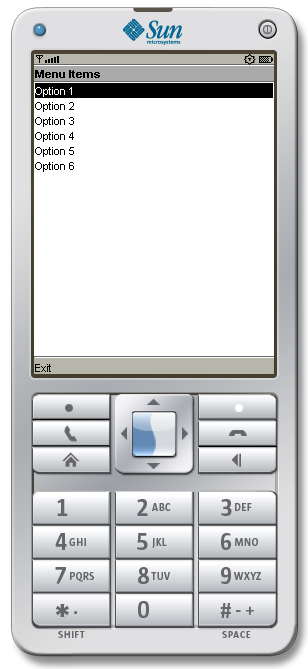 Sun
microsystems
Menu Items
Option 1
Option 2
Option 3
Option 4
Option 5
Option 6
Exit
1 2 ABC 3 DEF
4 GHI 5 JKL 6 MNO
7 PQRS 8 TUV 9 WXYZ
* . 0 # - +
SHIFT SPACE